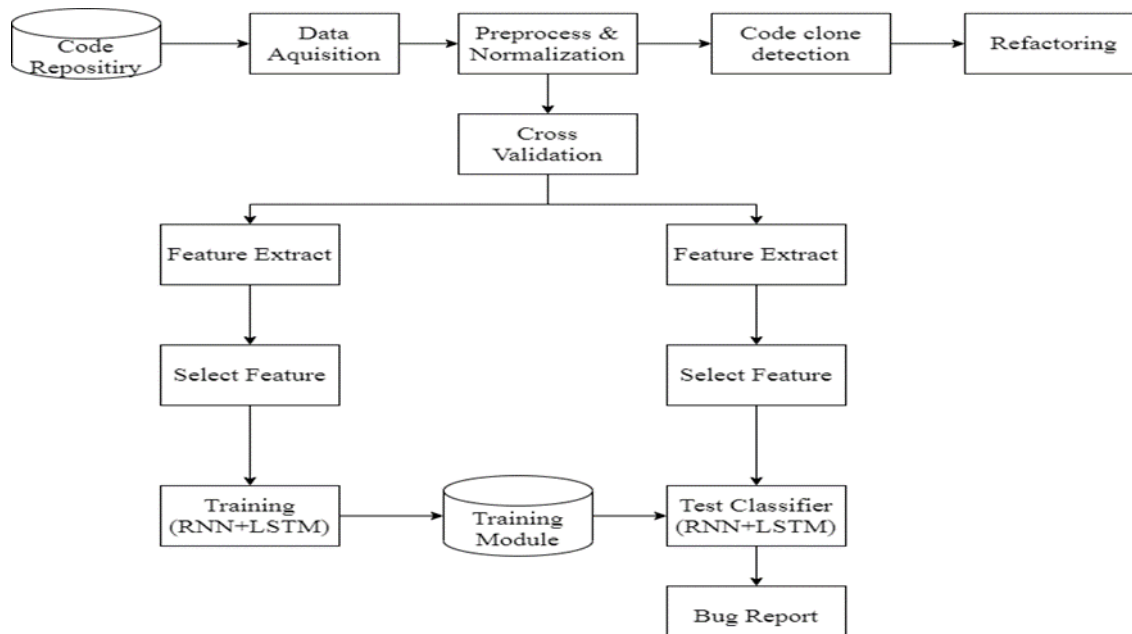 Code
Repositiry
Data
Aquisition
Preprocess &
Normalization
Code clone
detection
Refactoring
Cross
Validation
Feature Extract
Feature Extract
Select Feature
Select Feature
Training
(RNN+LSTM)
Training
Module
Test Classifier
(RNN+LSTM)
Bug Report